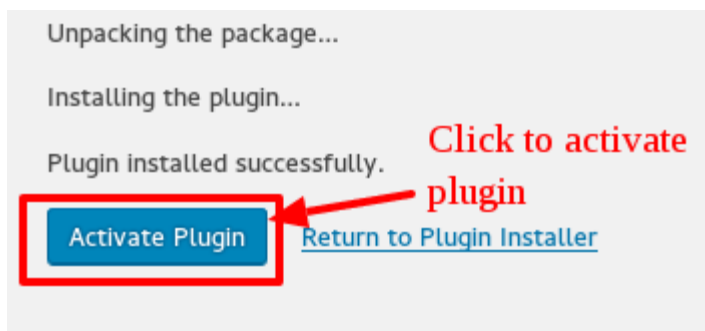 Unpacking the package...
Installing the plugin...
Plugin installed successfully.
Click to activate
plugin
Activate Plugin
Return to Plugin Installer